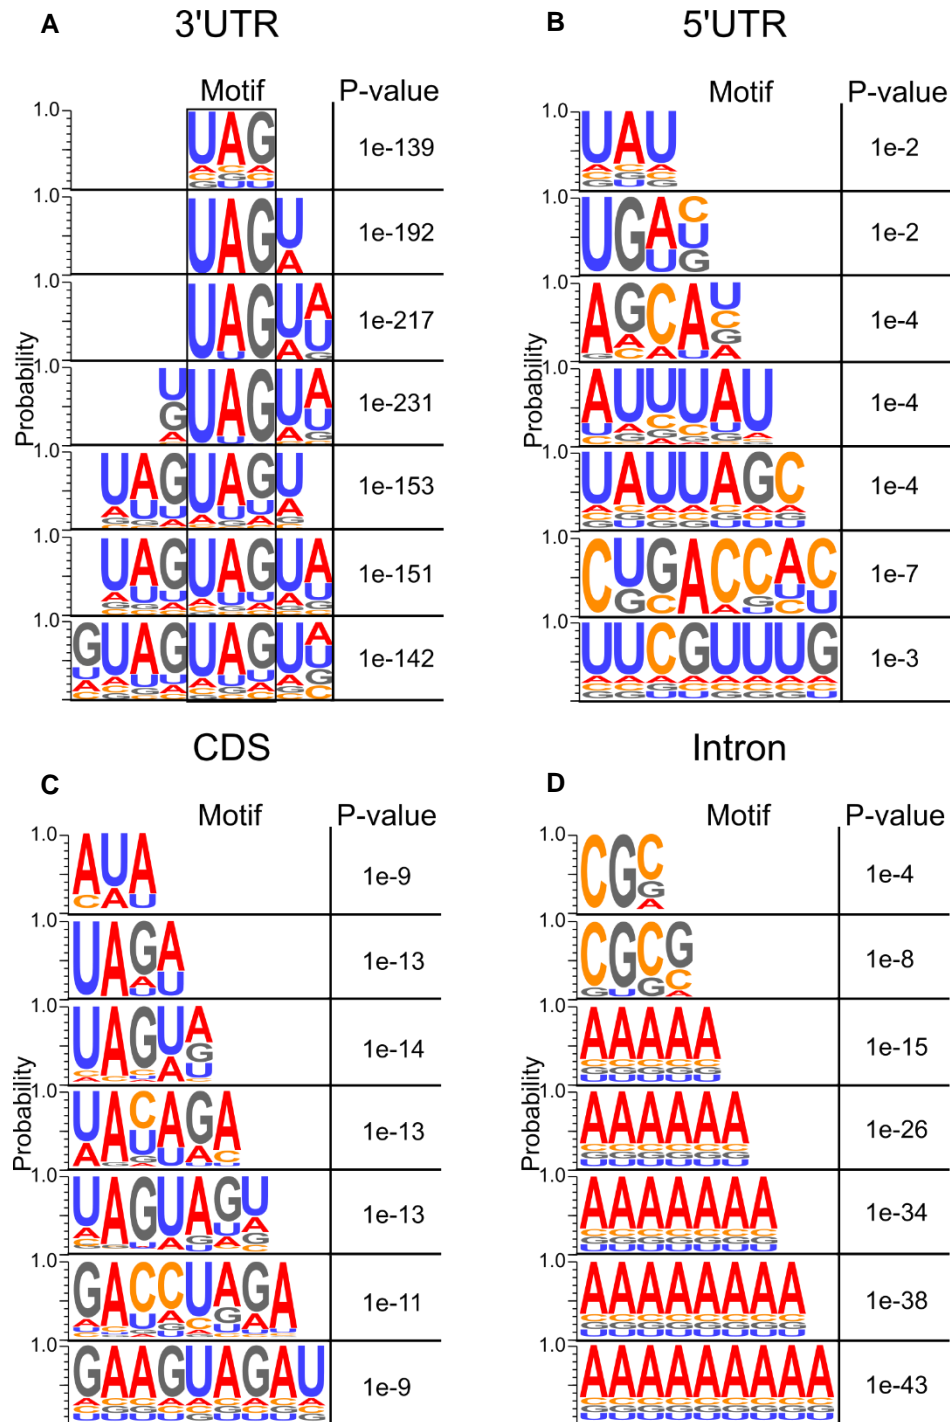 A 3'UTR
Motif P-value
Probability
1.0 UAG 1e-139
1.0 UAGU 1e-192
1.0 UAGUA 1e-217
1.0 UUAGUA 1e-231
1.0 UAGUAGU 1e-153
1.0 UAGUAGUA 1e-151
1.0 GUAGUAGUA 1e-142
B 5'UTR
Motif P-value
Probability
1.0 UAU 1e-2
1.0 UGAC 1e-2
1.0 AGCAU 1e-4
1.0 AUUUAU 1e-4
1.0 UAUUAGC 1e-4
1.0 CUGACCAC 1e-7
1.0 UUCGUUUG 1e-3
C CDS
Motif P-value
Probability
1.0 AUA 1e-9
1.0 UAGA 1e-13
1.0 UAGUA 1e-14
1.0 UACAGA 1e-13
1.0 UAGUAGU 1e-13
1.0 GACCUAGA 1e-11
1.0 GAAGUAGAU 1e-9
D Intron
Motif P-value
Probability
1.0 CGC 1e-4
1.0 CGCG 1e-8
1.0 AAAAA 1e-15
1.0 AAAAAA 1e-26
1.0 AAAAAAA 1e-34
1.0 AAAAAAAA 1e-38
1.0 AAAAAAAAA 1e-43